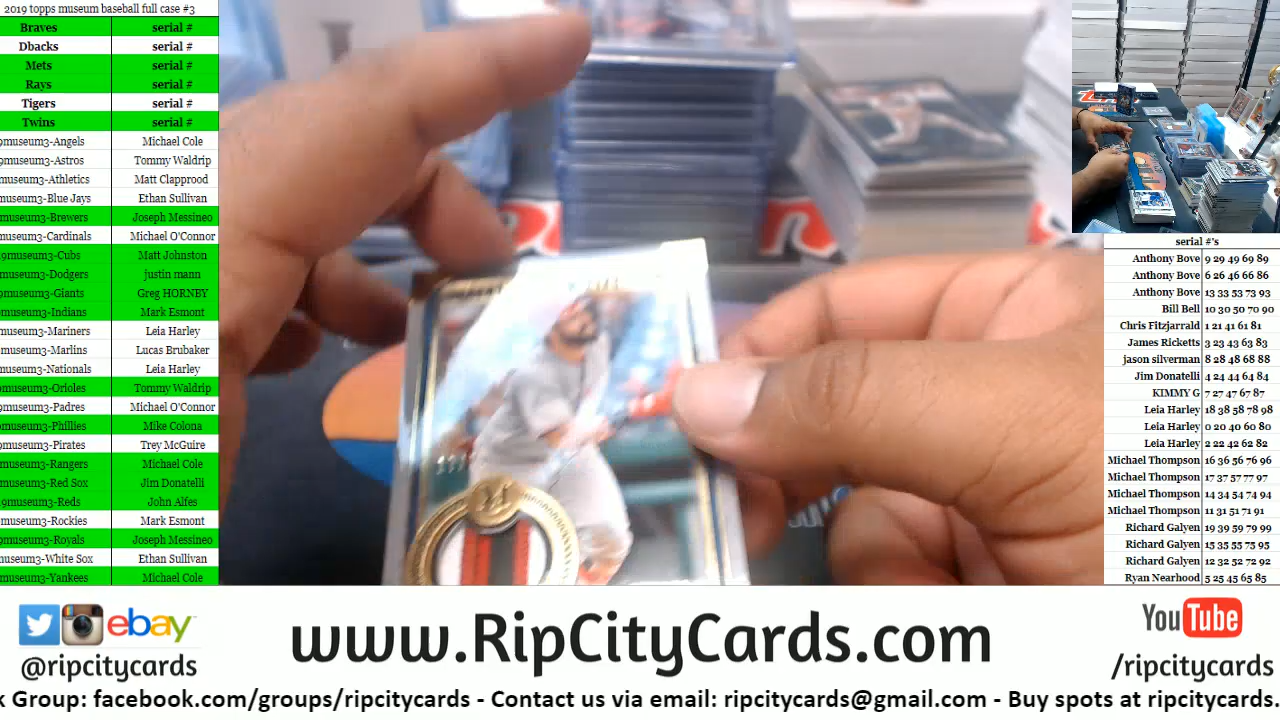 2019 topps museum baseball full case #3
Braves serial #
Dbacks serial #
Mets serial #
Rays serial #
Tigers serial #
Twins serial #
9museum3-Angels Michael Cole
9museum3-Astros Tommy Waldrip
museum3-Athletics Matt Clapprood
museum3-Blue Jays Ethan Sullivan
museum3-Brewers Joseph Messineo
museum3-Cardinals Michael O'Connor
9museum3-Cubs Matt Johnston
museum3-Dodgers justin mann
museum3-Giants Greg HORNBY
museum3-Indians Mark Esmont
museum3-Mariners Leia Harley
museum3-Marlins Lucas Brubaker
museum3-Nationals Leia Harley
museum3-Orioles Tommy Waldrip
museum3-Padres Michael O'Connor
museum3-Phillies Mike Colona
museum3-Pirates Trey McGuire
museum3-Rangers Michael Cole
museum3-Red Sox Jim Donatelli
9museum3-Reds John Alfes
museum3-Rockies Mark Esmont
museum3-Royals Joseph Messineo
museum3-White Sox Ethan Sullivan
museum3-Yankees Michael Cole
serial #'s
Anthony Bove 9 29 49 69 89
Anthony Bove 6 26 46 66 86
Anthony Bove 13 33 53 73 93
Bill Bell 10 30 50 70 90
Chris Fitzjarrald 1 21 41 61 81
James Ricketts 3 23 43 63 83
jason silverman 8 28 48 68 88
Jim Donatelli 4 24 44 64 84
KIMMY G 7 27 47 67 87
Leia Harley 18 38 58 78 98
Leia Harley 0 20 40 60 80
Leia Harley 2 22 42 62 82
Michael Thompson 16 36 56 76 96
Michael Thompson 17 37 57 77 97
Michael Thompson 14 34 54 74 94
Michael Thompson 11 31 51 71 91
Richard Galyen 19 39 59 79 99
Richard Galyen 15 35 55 75 95
Richard Galyen 12 32 52 72 92
Ryan Nearhood 5 25 45 65 85
ebay
@ripcitycards
www.RipCityCards.com
YouTube
/ripcitycards
k Group: facebook.com/groups/ripcitycards - Contact us via email: ripcitycards@gmail.com - Buy spots at ripcitycards.